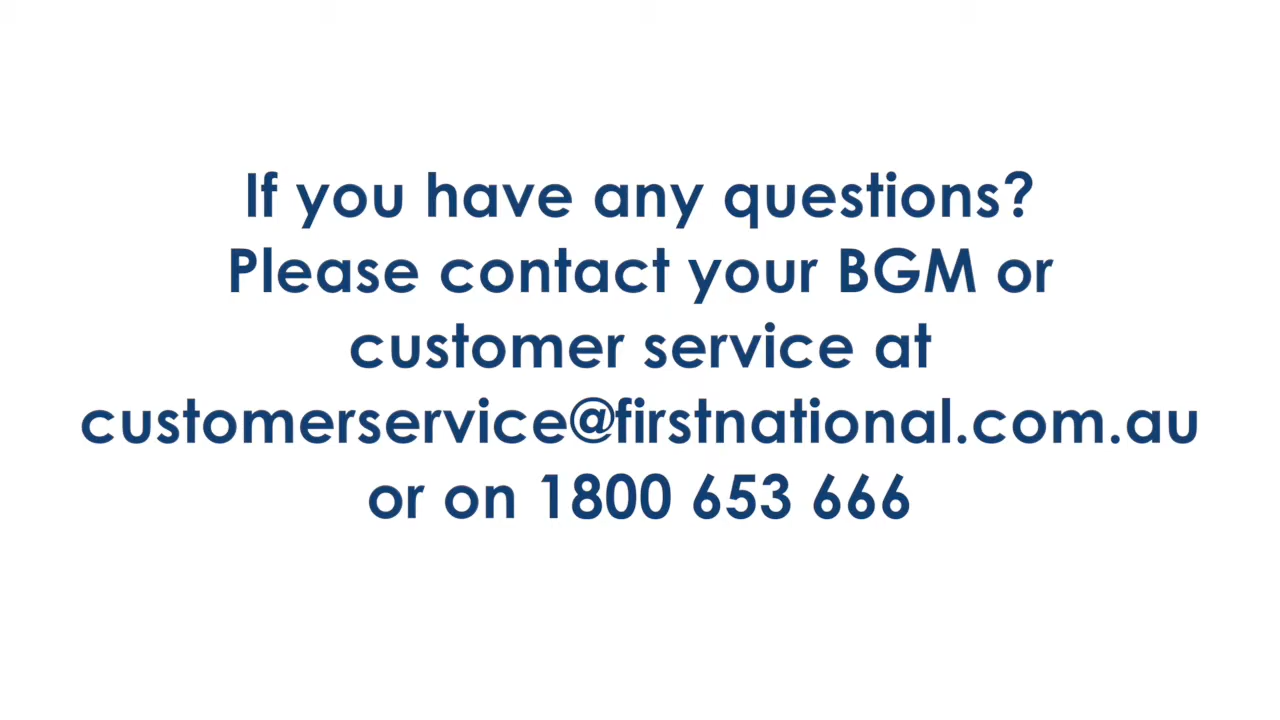 If you have any questions?
Please contact your BGM or
customer service at
customerservice@firstnational.com.au
or on 1800 653 666